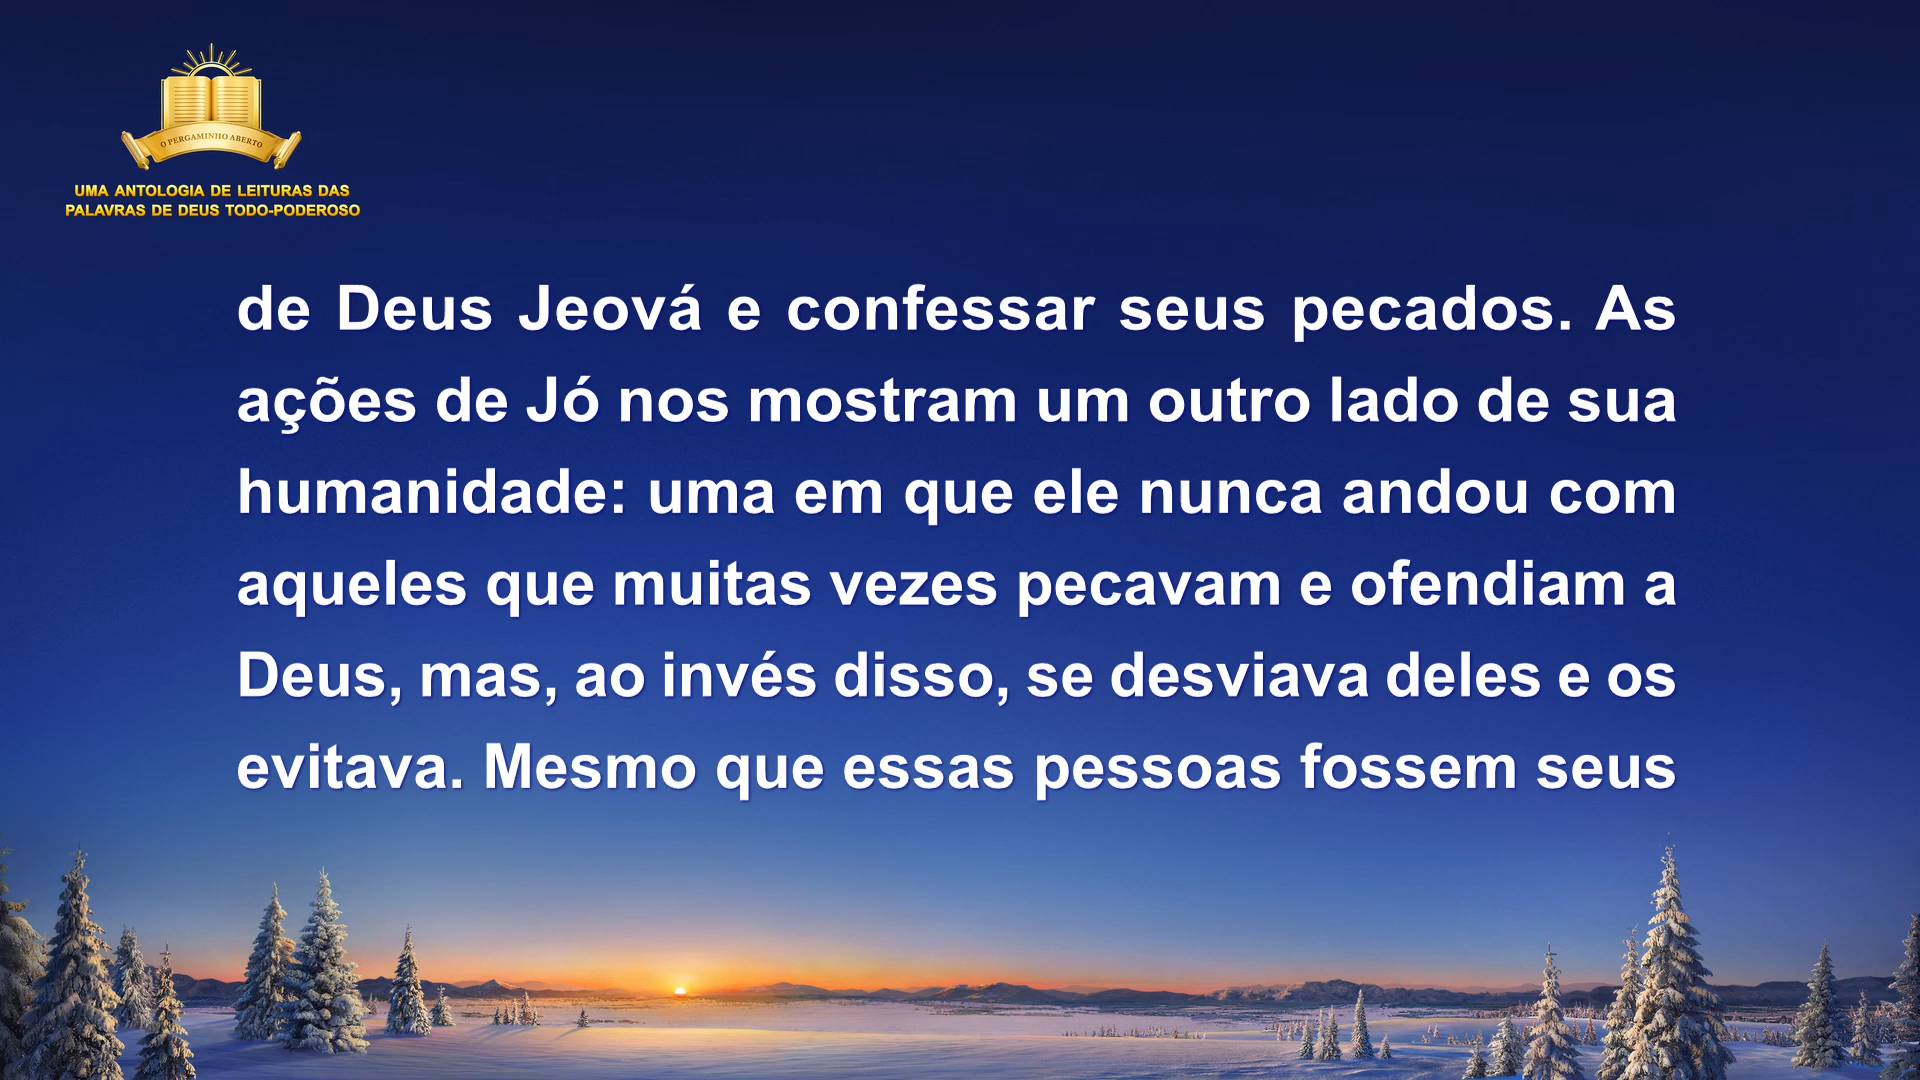 O PERGAMINHO ABERTO
UMA ANTOLOGIA DE LEITURAS DAS
PALAVRAS DE DEUS TODO-PODEROSO
de Deus Jeová e confessar seus pecados. As
ações de Jó nos mostram um outro lado de sua
humanidade: uma em que ele nunca andou com
aqueles que muitas vezes pecavam e ofendiam a
Deus, mas, ao invés disso, se desviava deles e os
evitava. Mesmo que essas pessoas fossem seus